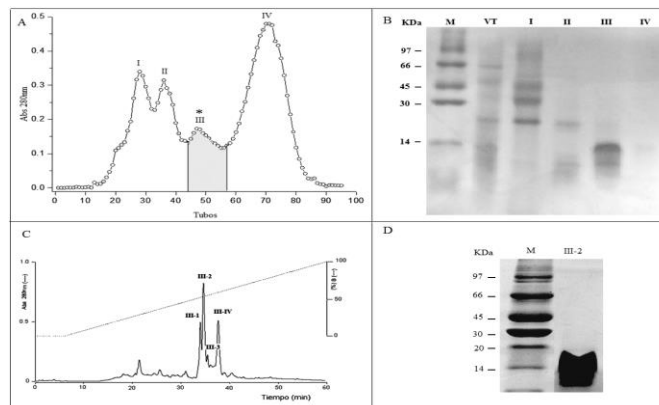 A
I
II
*
III
IV
Abs 280nm
0.5
0.4
0.3
0.2
0.1
0.0
0 10 20 30 40 50 60 70 80 90 100
Tubos
B
KDa M VT I II III IV
97
66
45
30
14
C
1.0
0.5
0.0
Abs 280nm
III-2
III-1
III-IV
III-3
100
50
0
0 10 20 30 40 50 60
Tiempo (min)
D
KDa M III-2
97
66
45
30
20
14